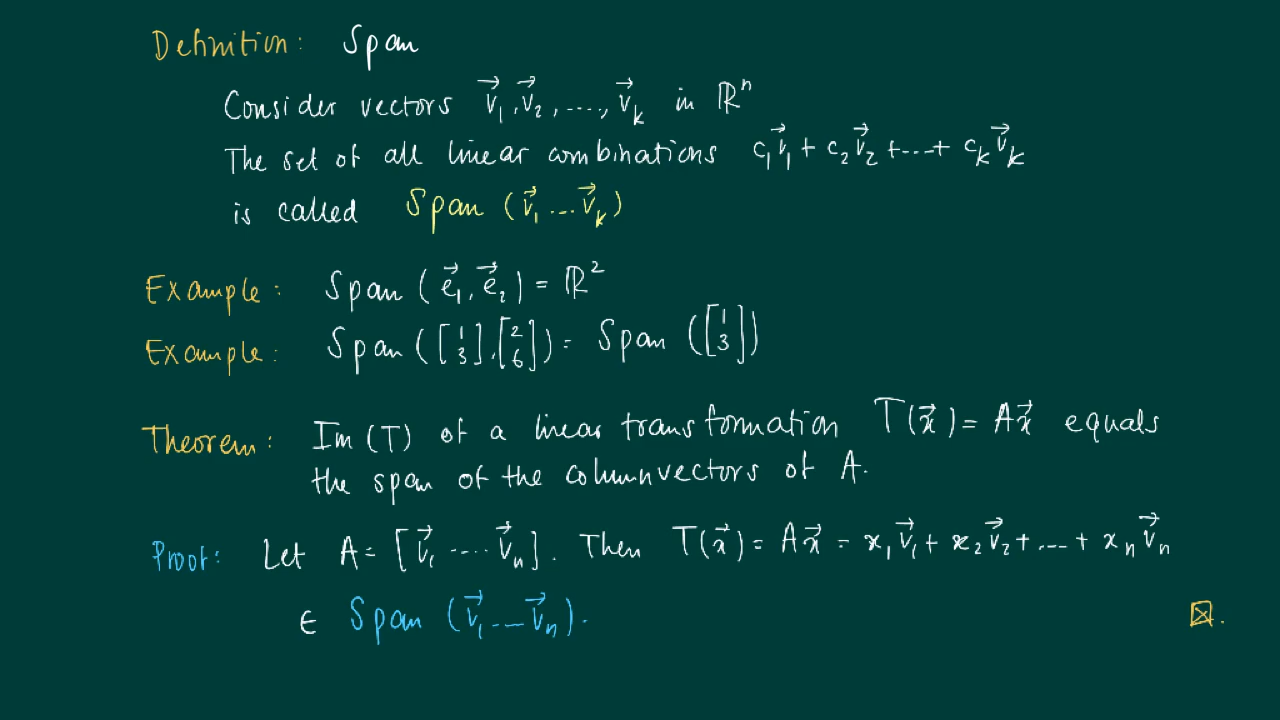 Definition: Span
Consider vectors v⃗₁, v⃗₂, ...., v⃗ₖ in ℝⁿ
The set of all linear combinations c₁v⃗₁ + c₂v⃗₂ + ... + cₖv⃗ₖ
is called Span (v⃗₁ ... v⃗ₖ)
Example: Span (e⃗₁, e⃗₂) = ℝ²
Example: Span ([1 3], [2 6]) = Span ([1 3])
Theorem: Im (T) of a linear transformation T(x⃗) = Ax⃗ equals
the span of the column vectors of A.
Proof: Let A = [v⃗₁ .... v⃗ₙ]. Then T(x⃗) = Ax⃗ = x₁v⃗₁ + x₂v⃗₂ + ... + xₙv⃗ₙ
∈ Span (v⃗₁ ... v⃗ₙ). ⊠.